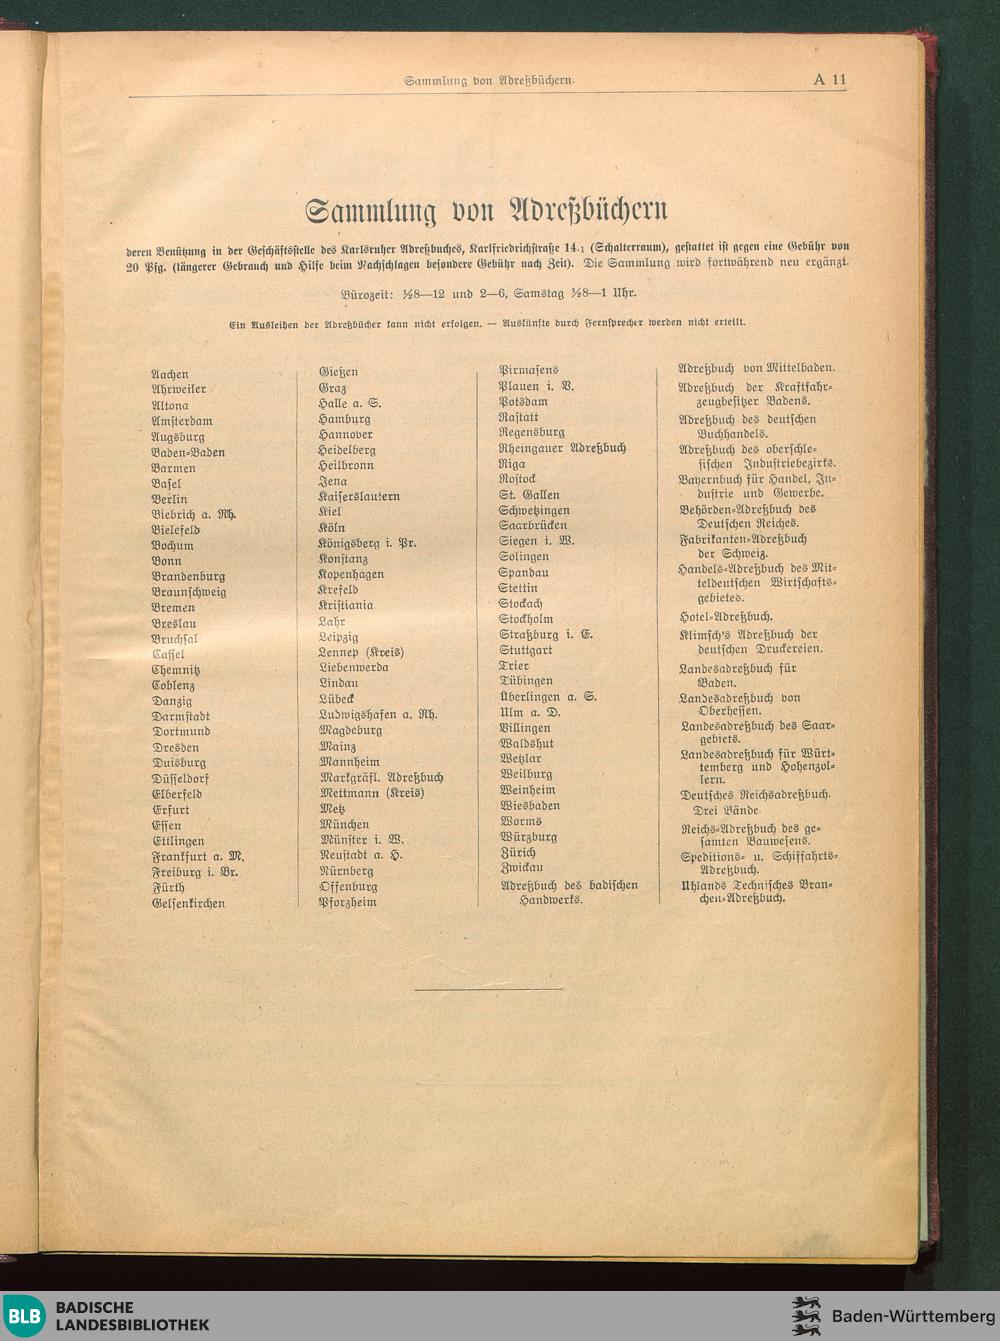 Sammlung von Adreßbüchern.
A 11
Sammlung von Adreßbüchern
deren Benützung in der Geschäftsstelle des Karlsruher Adreßbuches, Karlfriedrichstraße 14 (Schalterraum), gestattet ist gegen eine Gebühr von
20 Pfg. (längerer Gebrauch und Hilfe beim Nachschlagen besondere Gebühr nach Zeit). Die Sammlung wird fortwährend neu ergänzt.
Bürozeit: ½8—12 und 2—6, Samstag ½8—1 Uhr.
Ein Ausleihen der Adreßbücher kann nicht erfolgen. — Auskünfte durch Fernsprecher werden nicht erteilt.
Aachen
Ahrweiler
Altona
Amsterdam
Augsburg
Baden-Baden
Barmen
Basel
Berlin
Biebrich a. Rh.
Bielefeld
Bochum
Bonn
Brandenburg
Braunschweig
Bremen
Breslau
Bruchsal
Cassel
Chemnitz
Coblenz
Danzig
Darmstadt
Dortmund
Dresden
Duisburg
Düsseldorf
Elberfeld
Erfurt
Essen
Ettlingen
Frankfurt a. M.
Freiburg i. Br.
Fürth
Gelsenkirchen
Gießen
Graz
Halle a. S.
Hamburg
Hannover
Heidelberg
Heilbronn
Jena
Kaiserslautern
Kiel
Köln
Königsberg i. Pr.
Konstanz
Kopenhagen
Krefeld
Kristiania
Lahr
Leipzig
Lennep (Kreis)
Liebenwerda
Lindau
Lübeck
Ludwigshafen a. Rh.
Magdeburg
Mainz
Mannheim
Markgräfl. Adreßbuch
Mettmann (Kreis)
Metz
München
Münster i. W.
Neustadt a. H.
Nürnberg
Offenburg
Pforzheim
Pirmasens
Plauen i. V.
Potsdam
Rastatt
Regensburg
Rheingauer Adreßbuch
Riga
Rostock
St. Gallen
Schwetzingen
Saarbrücken
Siegen i. W.
Solingen
Spandau
Stettin
Stockach
Stockholm
Straßburg i. E.
Stuttgart
Trier
Tübingen
Überlingen a. S.
Ulm a. D.
Villingen
Waldshut
Wetzlar
Weilburg
Weinheim
Wiesbaden
Worms
Würzburg
Zürich
Zwickau
Adreßbuch des badischen
Handwerks.
Adreßbuch von Mittelbaden.
Adreßbuch der Kraftfahr-
zeugbesitzer Badens.
Adreßbuch des deutschen
Buchhandels.
Adreßbuch des oberschle-
sischen Industriebezirks.
Bayernbuch für Handel, In-
dustrie und Gewerbe.
Behörden-Adreßbuch des
Deutschen Reiches.
Fabrikanten-Adreßbuch
der Schweiz.
Handels-Adreßbuch des Mit-
teldeutschen Wirtschafts-
gebietes.
Hotel-Adreßbuch.
Klimsch's Adreßbuch der
deutschen Druckereien.
Landesadreßbuch für
Baden.
Landesadreßbuch von
Oberhessen.
Landesadreßbuch des Saar-
gebiets.
Landesadreßbuch für Würt-
temberg und Hohenzol-
lern.
Deutsches Reichsadreßbuch.
Drei Bände.
Reichs-Adreßbuch des ge-
samten Bauwesens.
Speditions- u. Schiffahrts-
Adreßbuch.
Uhlands Technisches Bran-
chen-Adreßbuch.
BLB
BADISCHE
LANDESBIBLIOTHEK
Baden-Württemberg